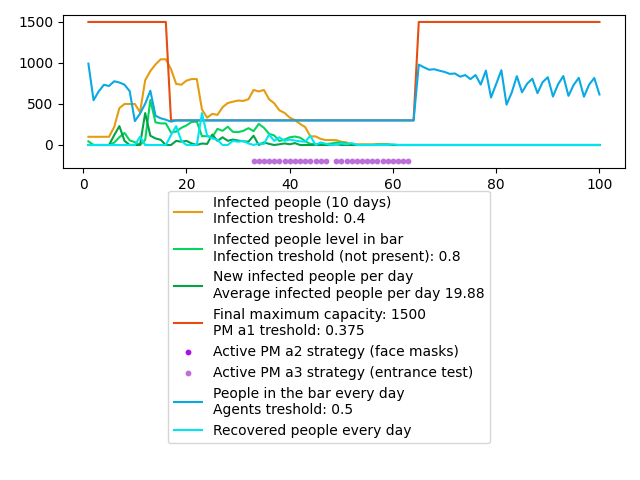 1500
1000
500
0
0
20
40
60
80
100
Infected people (10 days)
Infection treshold: 0.4
Infected people level in bar
Infection treshold (not present): 0.8
New infected people per day
Average infected people per day 19.88
Final maximum capacity: 1500
PM a1 treshold: 0.375
Active PM a2 strategy (face masks)
Active PM a3 strategy (entrance test)
People in the bar every day
Agents treshold: 0.5
Recovered people every day